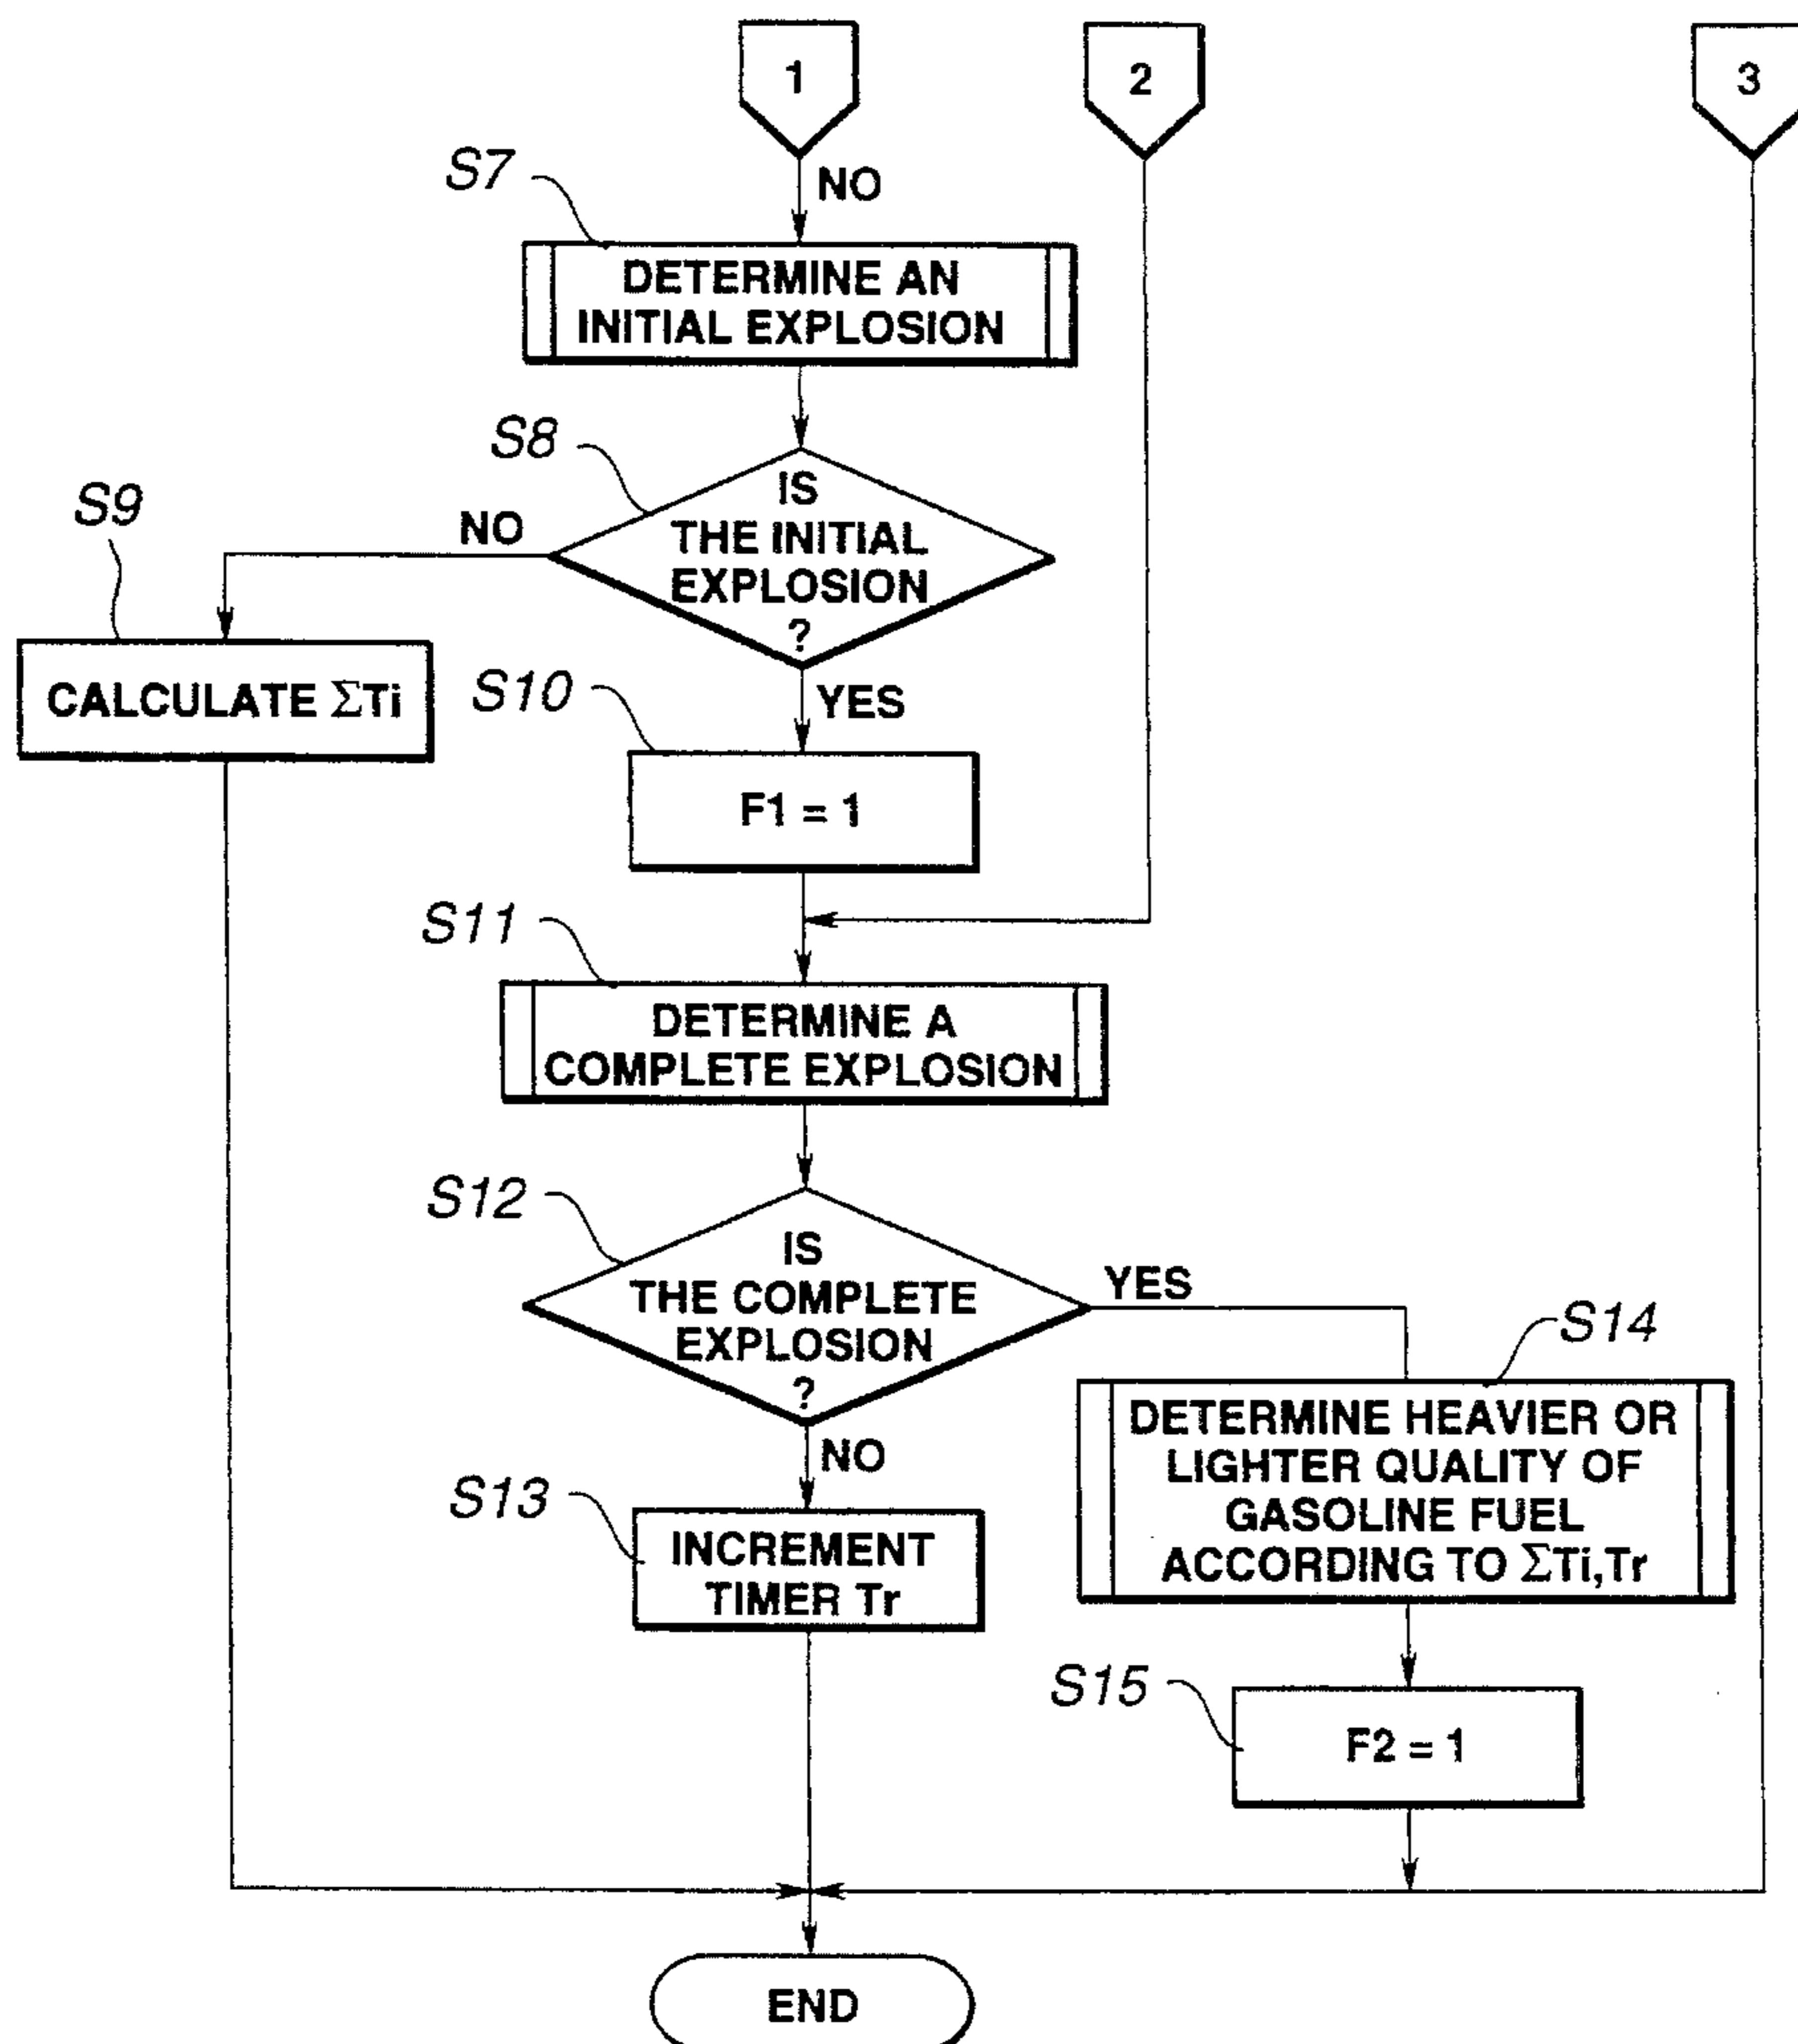 1
2
3
NO
S7
DETERMINE AN
INITIAL EXPLOSION
S8
IS
THE INITIAL
EXPLOSION
?
NO
S9
CALCULATE ΣTi
YES
S10
F1 = 1
S11
DETERMINE A
COMPLETE EXPLOSION
S12
IS
THE COMPLETE
EXPLOSION
?
YES
NO
S13
INCREMENT
TIMER Tr
S14
DETERMINE HEAVIER OR
LIGHTER QUALITY OF
GASOLINE FUEL
ACCORDING TO ΣTi,Tr
S15
F2 = 1
END